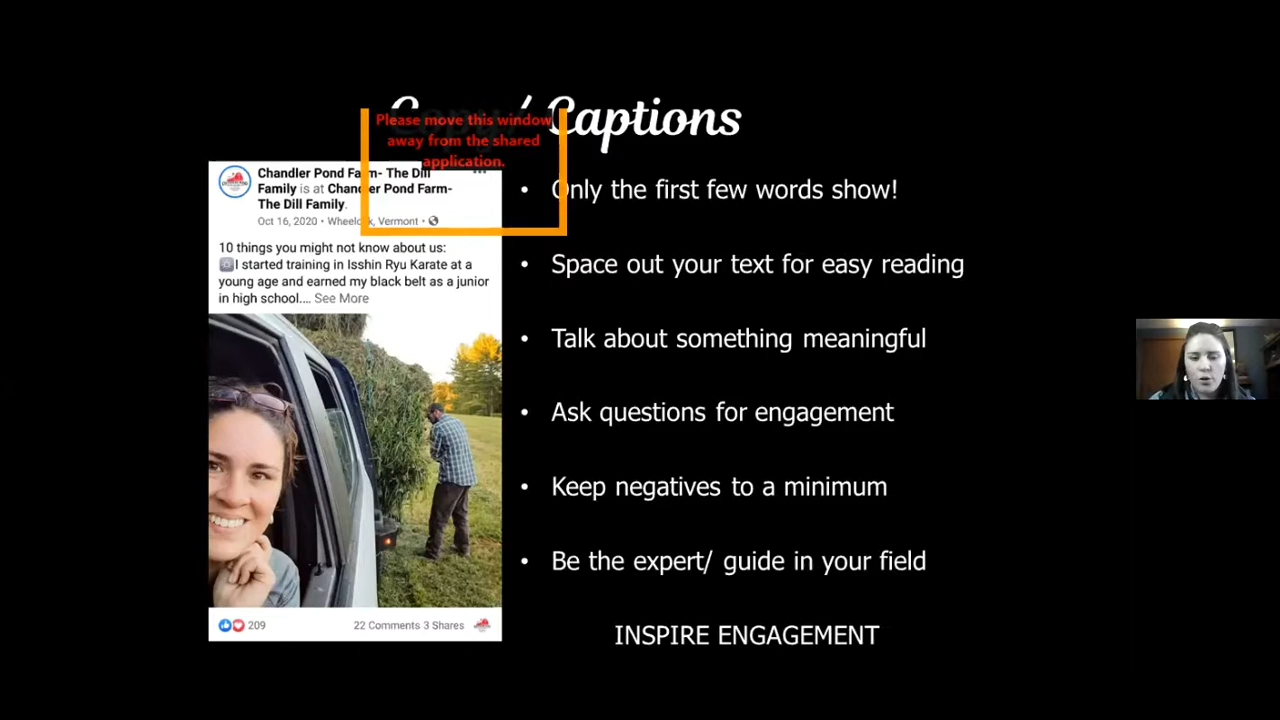 Copy/ Captions
Please move this window
away from the shared
application.
Chandler Pond Farm- The Dill
Family is at Chandler Pond Farm-
The Dill Family.
Oct 16, 2020 • Wheelock, Vermont •
10 things you might not know about us:
I started training in Isshin Ryu Karate at a
young age and earned my black belt as a junior
in high school.... See More
209
22 Comments 3 Shares
• Only the first few words show!
• Space out your text for easy reading
• Talk about something meaningful
• Ask questions for engagement
• Keep negatives to a minimum
• Be the expert/ guide in your field
INSPIRE ENGAGEMENT